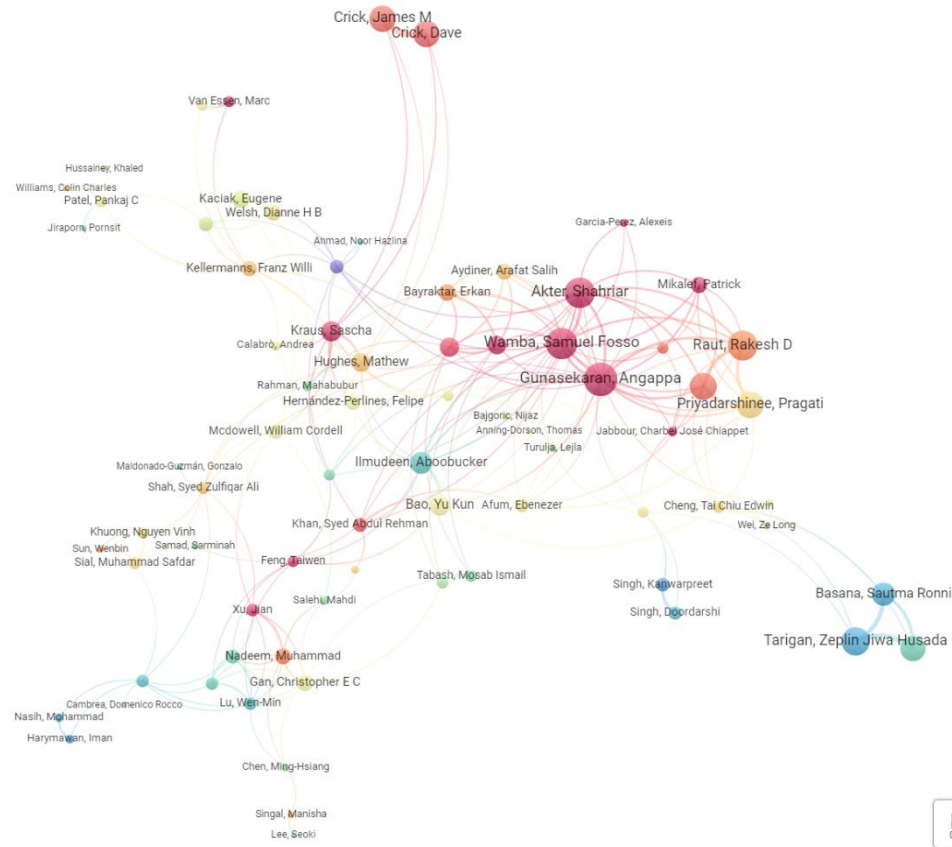 Crick, James M
Crick, Dave
Van Essen, Marc
Hussainey, Khaled
Williams, Colin Charles
Patel, Pankaj C
Kaciak, Eugene
Welsh, Dianne H B
Garcia-Perez, Alexeis
Jiraporn, Pornsit
Ahmad, Noor Hazlina
Kellermanns, Franz Willi
Aydiner, Arafat Salih
Mikalef, Patrick
Bayraktar, Erkan
Akter, Shahriar
Kraus, Sascha
Calabrò, Andrea
Wamba, Samuel Fosso
Raut, Rakesh D
Hughes, Mathew
Gunasekaran, Angappa
Rahman, Mahabubur
Hernández-Perlines, Felipe
Priyadarshinee, Pragati
Bajgoric, Nijaz
Mcdowell, William Cordell
Anning-Dorson, Thomas
Jabbour, Charbel José Chiappet
Turulja, Lejla
Maldonado-Guzmán, Gonzalo
Ilmudeen, Aboobucker
Shah, Syed Zulfiqar Ali
Bao, Yu Kun
Afum, Ebenezer
Cheng, Tai Chiu Edwin
Khan, Syed Abdul Rehman
Wei, Ze Long
Khuong, Nguyen Vinh
Sun, Wenbin
Samad, Sarminah
Sial, Muhammad Safdar
Feng, Taiwen
Tabash, Mosab Ismail
Singh, Kanwarpreet
Basana, Sautma Ronni
Salehi, Mahdi
Xu, Jian
Singh, Doordarshi
Tarigan, Zeplin Jiwa Husada
Nadeem, Muhammad
Gan, Christopher E C
Cambrea, Domenico Rocco
Lu, Wen-Min
Nasih, Mohammad
Harymawan, Iman
Chen, Ming-Hsiang
Singal, Manisha
Lee, Seoki